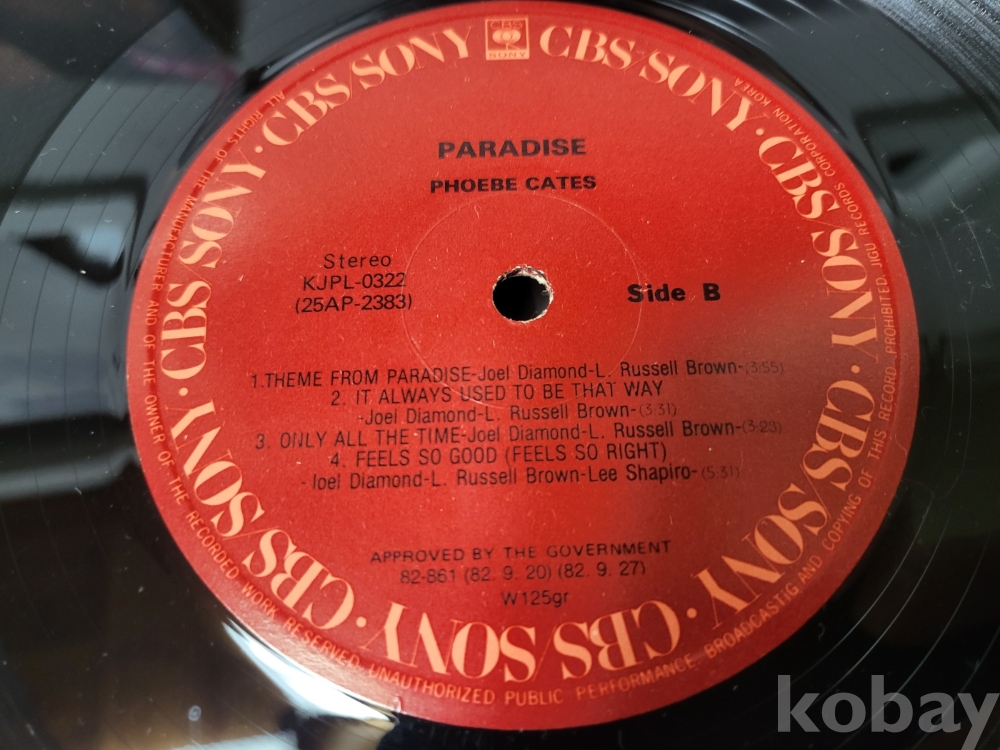 CBS/SONY · CBS/SONY · CBS/SONY · CBS/SONY · CBS/SONY · CBS/SONY · CBS/SONY · CBS/SONY
CBS
SONY
ALL RIGHTS OF THE MANUFACTURER AND OF THE OWNER OF THE RECORDED WORK RESERVED. UNAUTHORIZED PUBLIC PERFORMANCE. BROADCASTIG AND COPYING OF THIS RECORD PROHIBITED JIGU RECORDS CORPORATION KOREA
PARADISE
PHOEBE CATES
Stereo
KJPL-0322
(25AP-2383)
Side B
1.THEME FROM PARADISE-Joel Diamond-L. Russell Brown-(3:55)
2. IT ALWAYS USED TO BE THAT WAY
-Joel Diamond-L. Russell Brown-(3:31)
3. ONLY ALL THE TIME-Joel Diamond-L. Russell Brown-(3:23)
4. FEELS SO GOOD (FEELS SO RIGHT)
-Joel Diamond-L. Russell Brown-Lee Shapiro-(5:31)
APPROVED BY THE GOVERNMENT
82-861 (82. 9. 20) (82. 9. 27)
W125gr
kobay